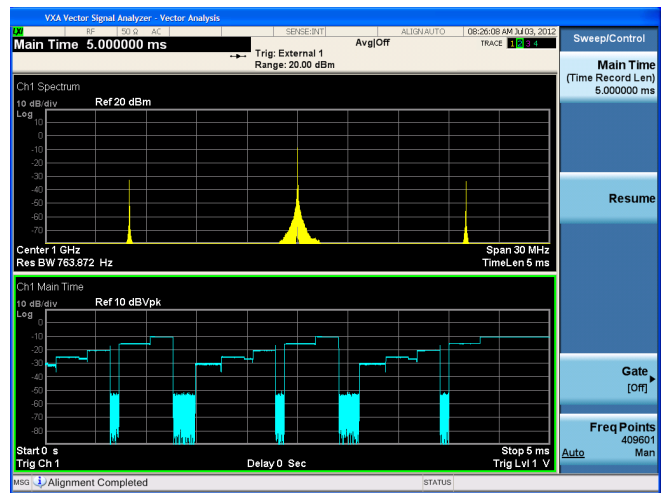 VXA Vector Signal Analyzer - Vector Analysis
LXI RF 50 Ω AC SENSE:INT ALIGN AUTO 08:26:08 AM Jul 03, 2012
Main Time 5.000000 ms
Trig: External 1
Range: 20.00 dBm
Avg|Off
TRACE 1 2 3 4
Ch1 Spectrum
10 dB/div Ref 20 dBm
Log
10
0
-10
-20
-30
-40
-50
-60
-70
Center 1 GHz Span 30 MHz
Res BW 763.872 Hz TimeLen 5 ms
Ch1 Main Time
10 dB/div Ref 10 dBVpk
Log
0
-10
-20
-30
-40
-50
-60
-70
-80
Start 0 s Stop 5 ms
Trig Ch 1 Delay 0 Sec Trig Lvl 1 V
MSG Alignment Completed STATUS
Sweep/Control
Main Time
(Time Record Len)
5.000000 ms
Resume
Gate
[Off]
Freq Points
409601
Auto Man